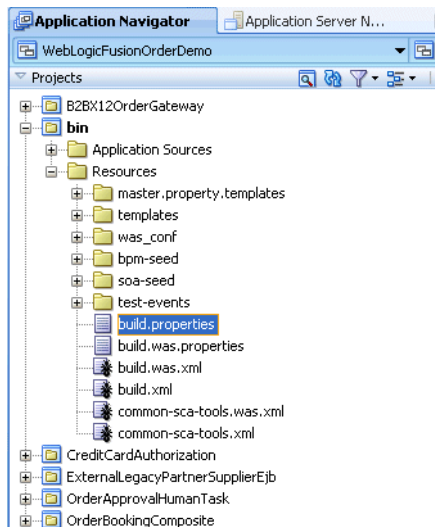 Application Navigator Application Server N...
WebLogicFusionOrderDemo
Projects
B2BX12OrderGateway
bin
Application Sources
Resources
master.property.templates
templates
was_conf
bpm-seed
soa-seed
test-events
build.properties
build.was.properties
build.was.xml
build.xml
common-sca-tools.was.xml
common-sca-tools.xml
CreditCardAuthorization
ExternalLegacyPartnerSupplierEjb
OrderApprovalHumanTask
OrderBookingComposite